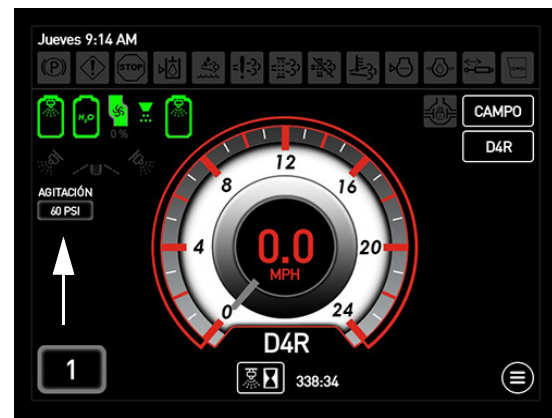 Jueves 9:14 AM
(P)
STOP
H₂O
0 %
CAMPO
D4R
AGITACIÓN
60 PSI
0
4
8
12
16
20
24
0.0
MPH
D4R
1
338:34